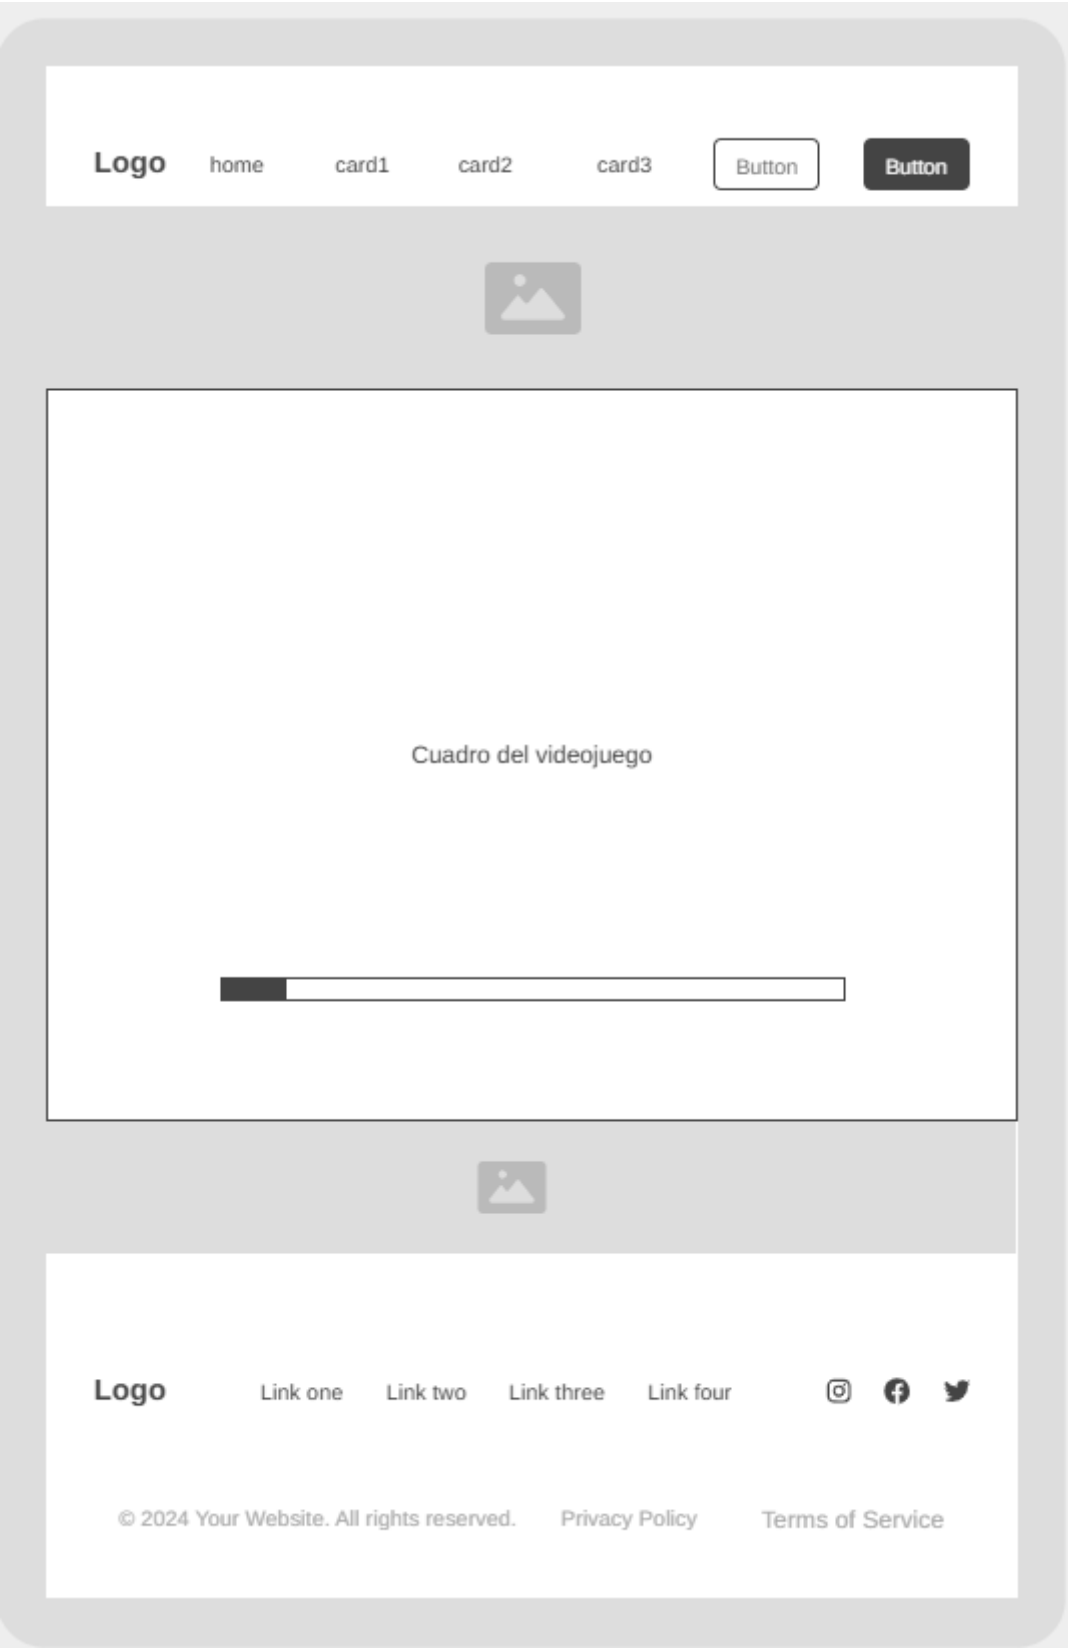 Logo home card1 card2 card3 Button Button
Cuadro del videojuego
Logo Link one Link two Link three Link four
© 2024 Your Website. All rights reserved. Privacy Policy Terms of Service